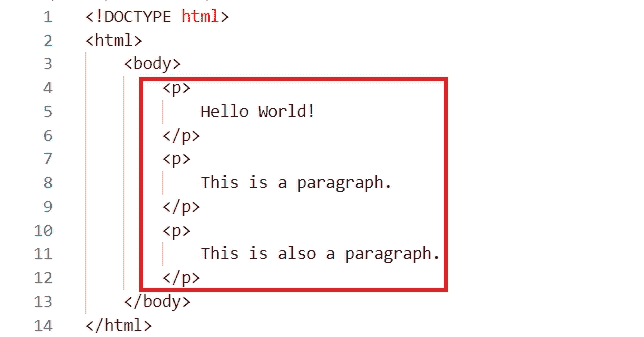 1 <!DOCTYPE html>
2 <html>
3 <body>
4 <p>
5 Hello World!
6 </p>
7 <p>
8 This is a paragraph.
9 </p>
10 <p>
11 This is also a paragraph.
12 </p>
13 </body>
14 </html>